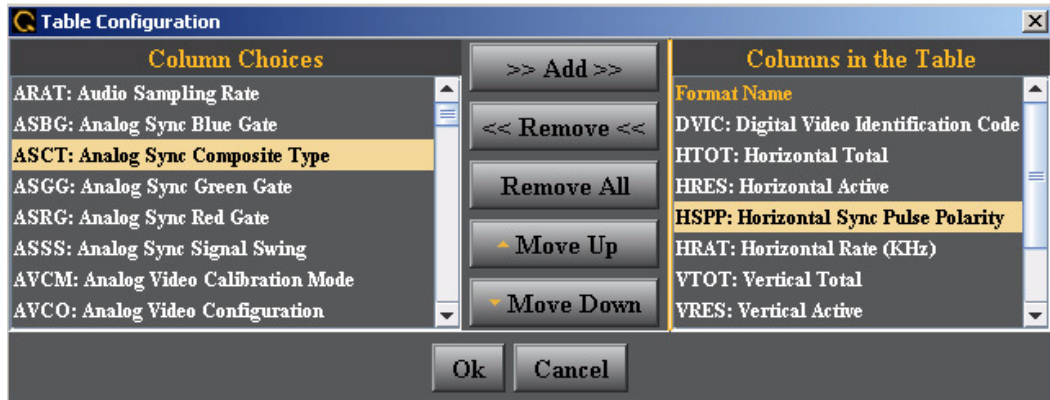 Table Configuration
Column Choices
ARAT: Audio Sampling Rate
ASBG: Analog Sync Blue Gate
ASCT: Analog Sync Composite Type
ASGG: Analog Sync Green Gate
ASRG: Analog Sync Red Gate
ASSS: Analog Sync Signal Swing
AVCM: Analog Video Calibration Mode
AVCO: Analog Video Configuration
>> Add >>
<< Remove <<
Remove All
Move Up
Move Down
Columns in the Table
Format Name
DVIC: Digital Video Identification Code
HTOT: Horizontal Total
HRES: Horizontal Active
HSPP: Horizontal Sync Pulse Polarity
HRAT: Horizontal Rate (KHz)
VTOT: Vertical Total
VRES: Vertical Active
Ok
Cancel